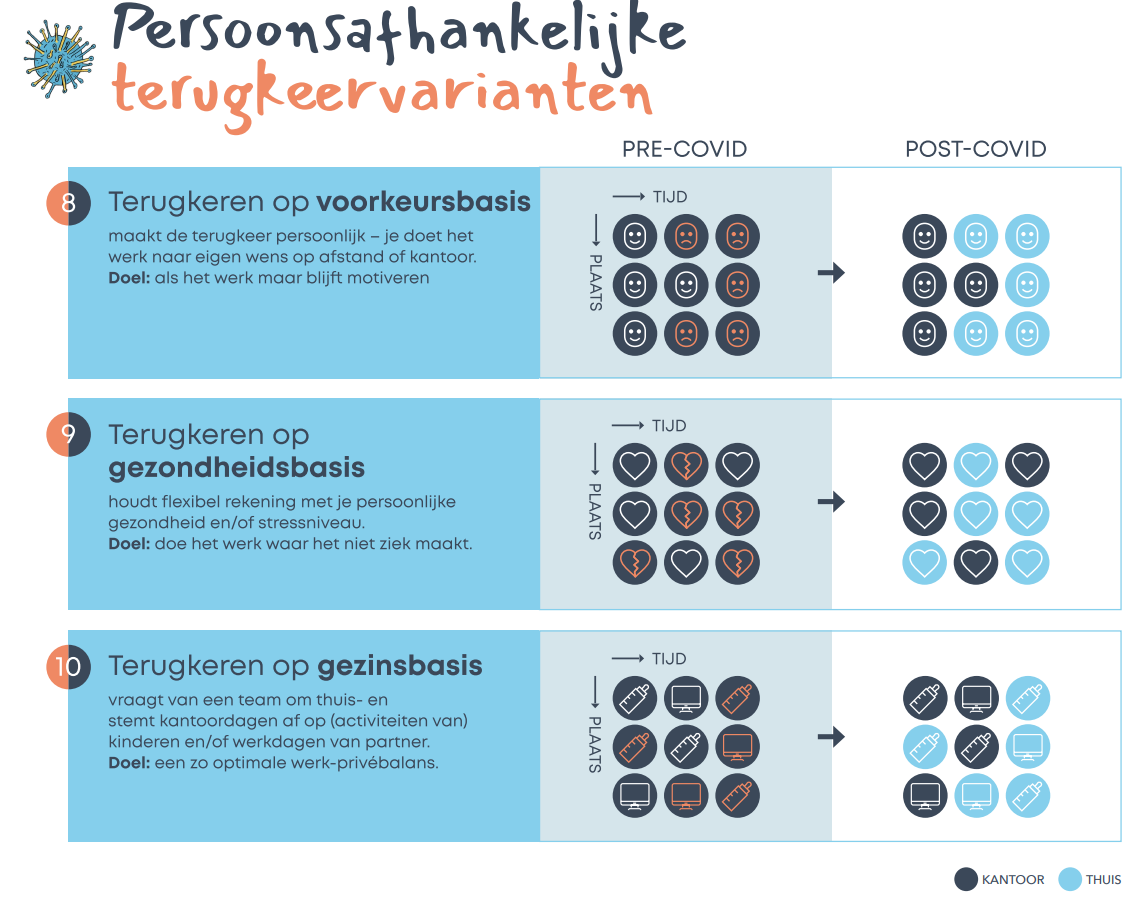 Persoonsafhankelijke
terugkeervarianten
PRE-COVID
POST-COVID
8
Terugkeren op voorkeursbasis
maakt de terugkeer persoonlijk – je doet het
werk naar eigen wens op afstand of kantoor.
Doel: als het werk maar blijft motiveren
TIJD
PLAATS
9
Terugkeren op
gezondheidsbasis
houdt flexibel rekening met je persoonlijke
gezondheid en/of stressniveau.
Doel: doe het werk waar het niet ziek maakt.
TIJD
PLAATS
10
Terugkeren op gezinsbasis
vraagt van een team om thuis- en
stemt kantoordagen af op (activiteiten van)
kinderen en/of werkdagen van partner.
Doel: een zo optimale werk-privébalans.
TIJD
PLAATS
KANTOOR
THUIS